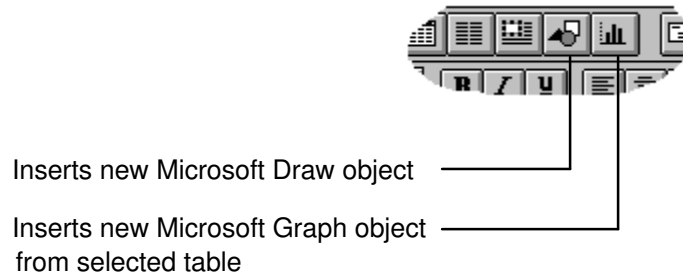 B I U
Inserts new Microsoft Draw object
Inserts new Microsoft Graph object
from selected table